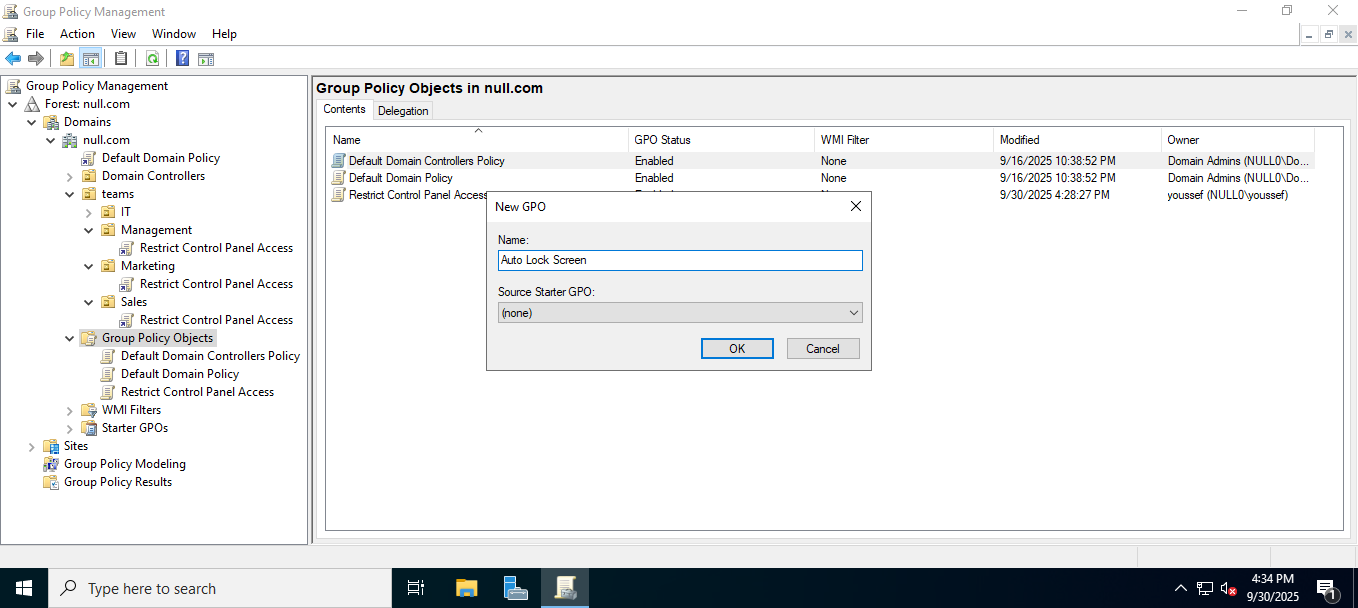 Group Policy Management
File Action View Window Help
Group Policy Management
Forest: null.com
Domains
null.com
Default Domain Policy
Domain Controllers
teams
IT
Management
Restrict Control Panel Access
Marketing
Restrict Control Panel Access
Sales
Restrict Control Panel Access
Group Policy Objects
Default Domain Controllers Policy
Default Domain Policy
Restrict Control Panel Access
WMI Filters
Starter GPOs
Sites
Group Policy Modeling
Group Policy Results
Group Policy Objects in null.com
Contents Delegation
Name GPO Status WMI Filter Modified Owner
Default Domain Controllers Policy Enabled None 9/16/2025 10:38:52 PM Domain Admins (NULL0\Do...
Default Domain Policy Enabled None 9/16/2025 10:38:52 PM Domain Admins (NULL0\Do...
Restrict Control Panel Access 9/30/2025 4:28:27 PM youssef (NULL0\youssef)
New GPO
Name:
Auto Lock Screen
Source Starter GPO:
(none)
OK Cancel
Type here to search
4:34 PM
9/30/2025
1